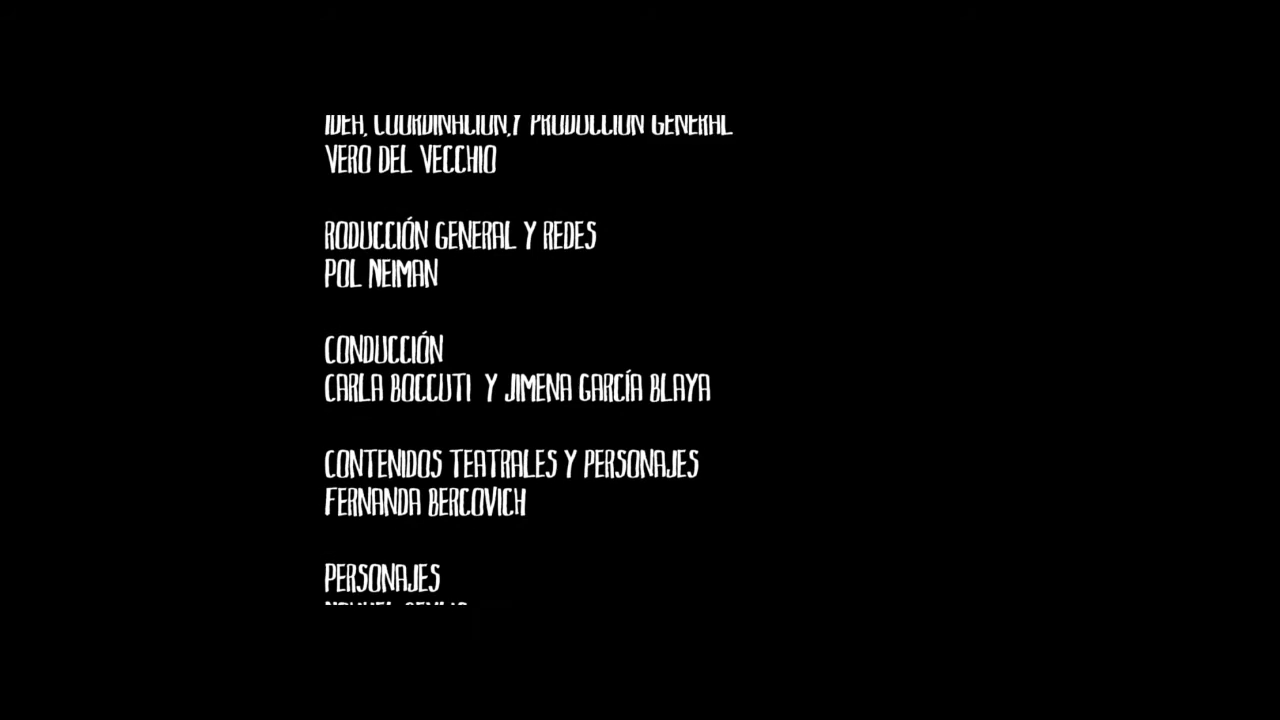 IDEA, COORDINACIÓN,Y PRODUCCIÓN GENERAL
VERO DEL VECCHIO
RODUCCIÓN GENERAL Y REDES
POL NEIMAN
CONDUCCIÓN
CARLA BOCCUTI Y JIMENA GARCÍA BLAYA
CONTENIDOS TEATRALES Y PERSONAJES
FERNANDA BERCOVICH
PERSONAJES